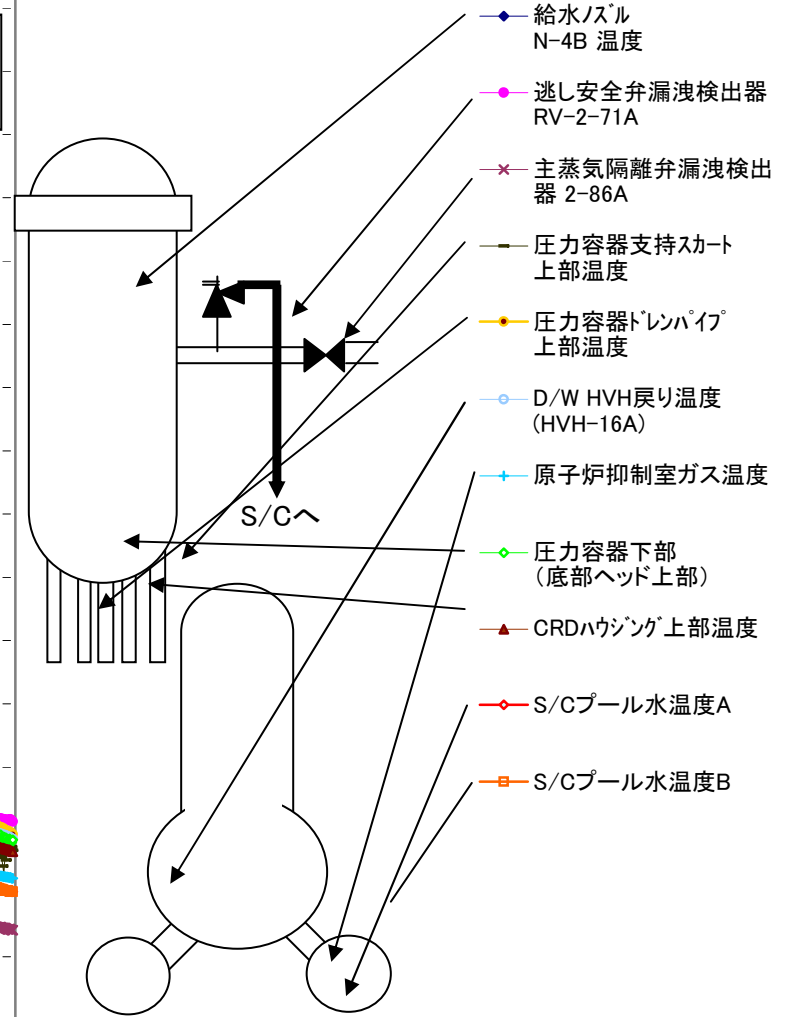 給水ノズル
N-4B 温度
逃し安全弁漏洩検出器
RV-2-71A
主蒸気隔離弁漏洩検出
器 2-86A
圧力容器支持スカート
上部温度
圧力容器ドレンパイプ
上部温度
D/W HVH戻り温度
(HVH-16A)
原子炉抑制室ガス温度
S/Cへ
圧力容器下部
（底部ヘッド上部）
CRDハウジング上部温度
S/Cプール水温度A
S/Cプール水温度B